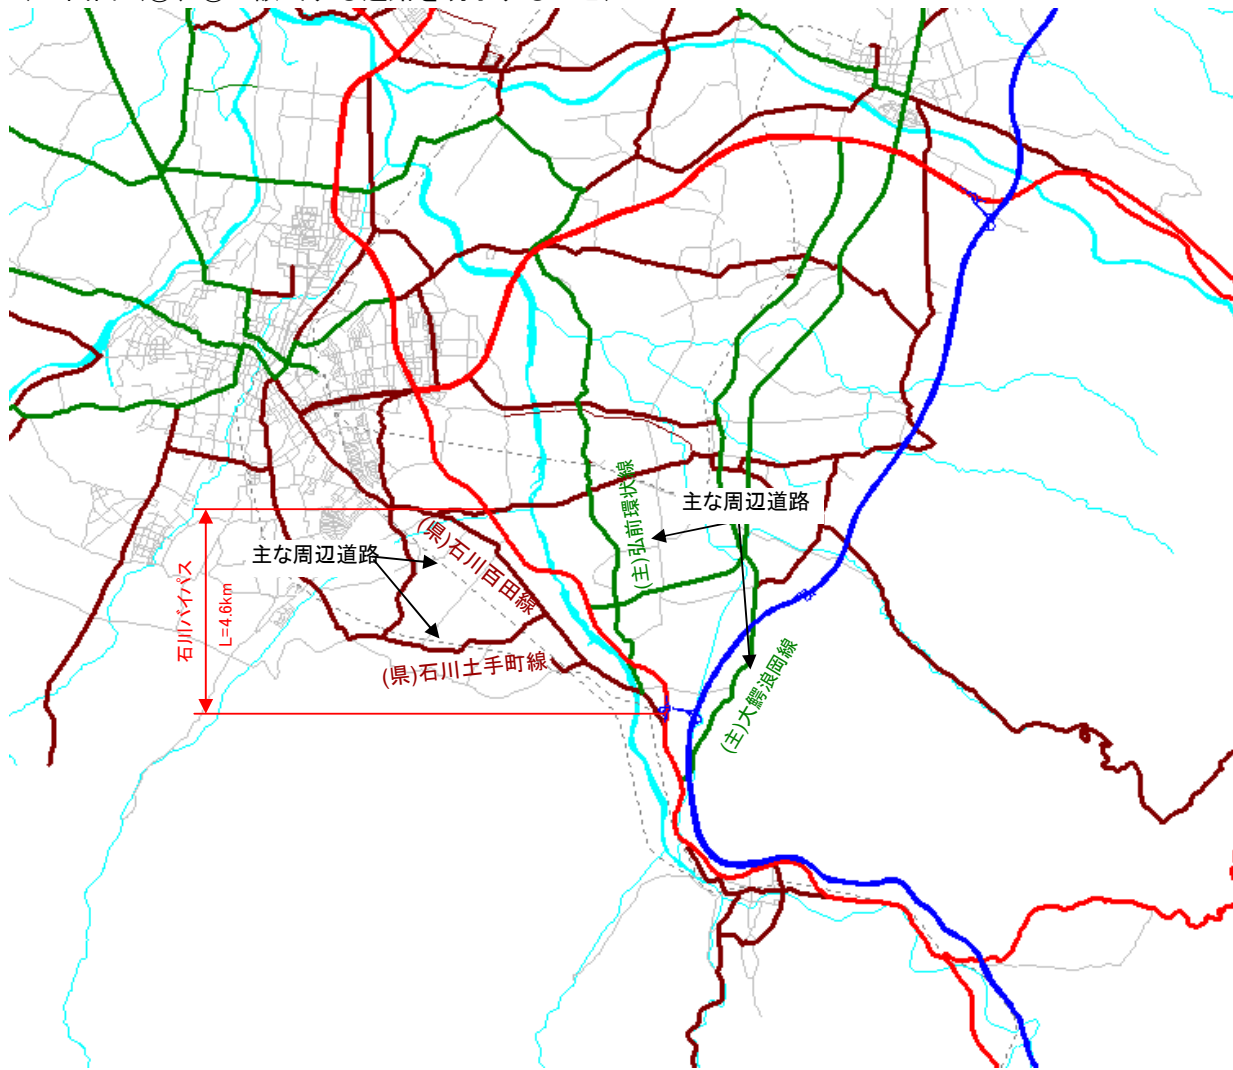 主な周辺道路
(主)弘前環状線
(県)石川百田線
主な周辺道路
石川バイパス
L=4.6km
(県)石川土手町線
(主)大鰐浪岡線